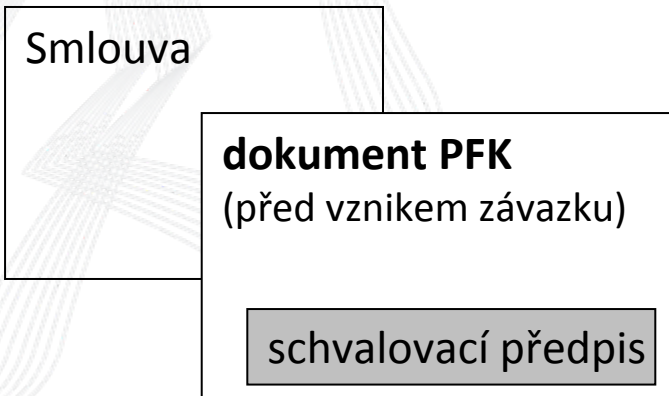 Smlouva
dokument PFK
(před vznikem závazku)
schvalovací předpis